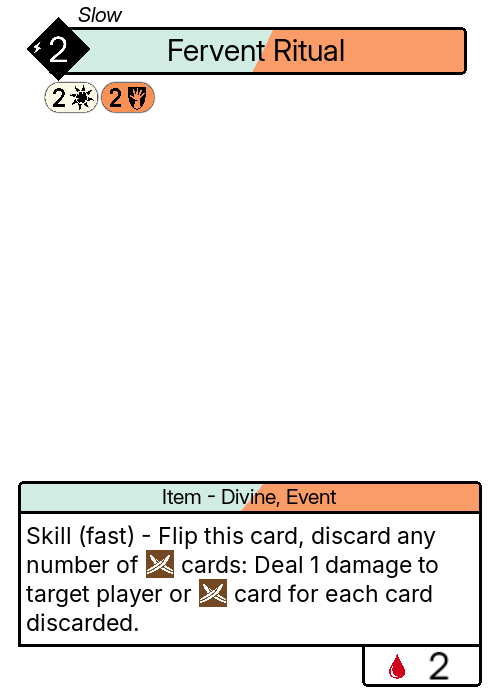 Slow
2 Fervent Ritual
2 2
Item - Divine, Event
Skill (fast) - Flip this card, discard any
number of cards: Deal 1 damage to
target player or card for each card
discarded.
2